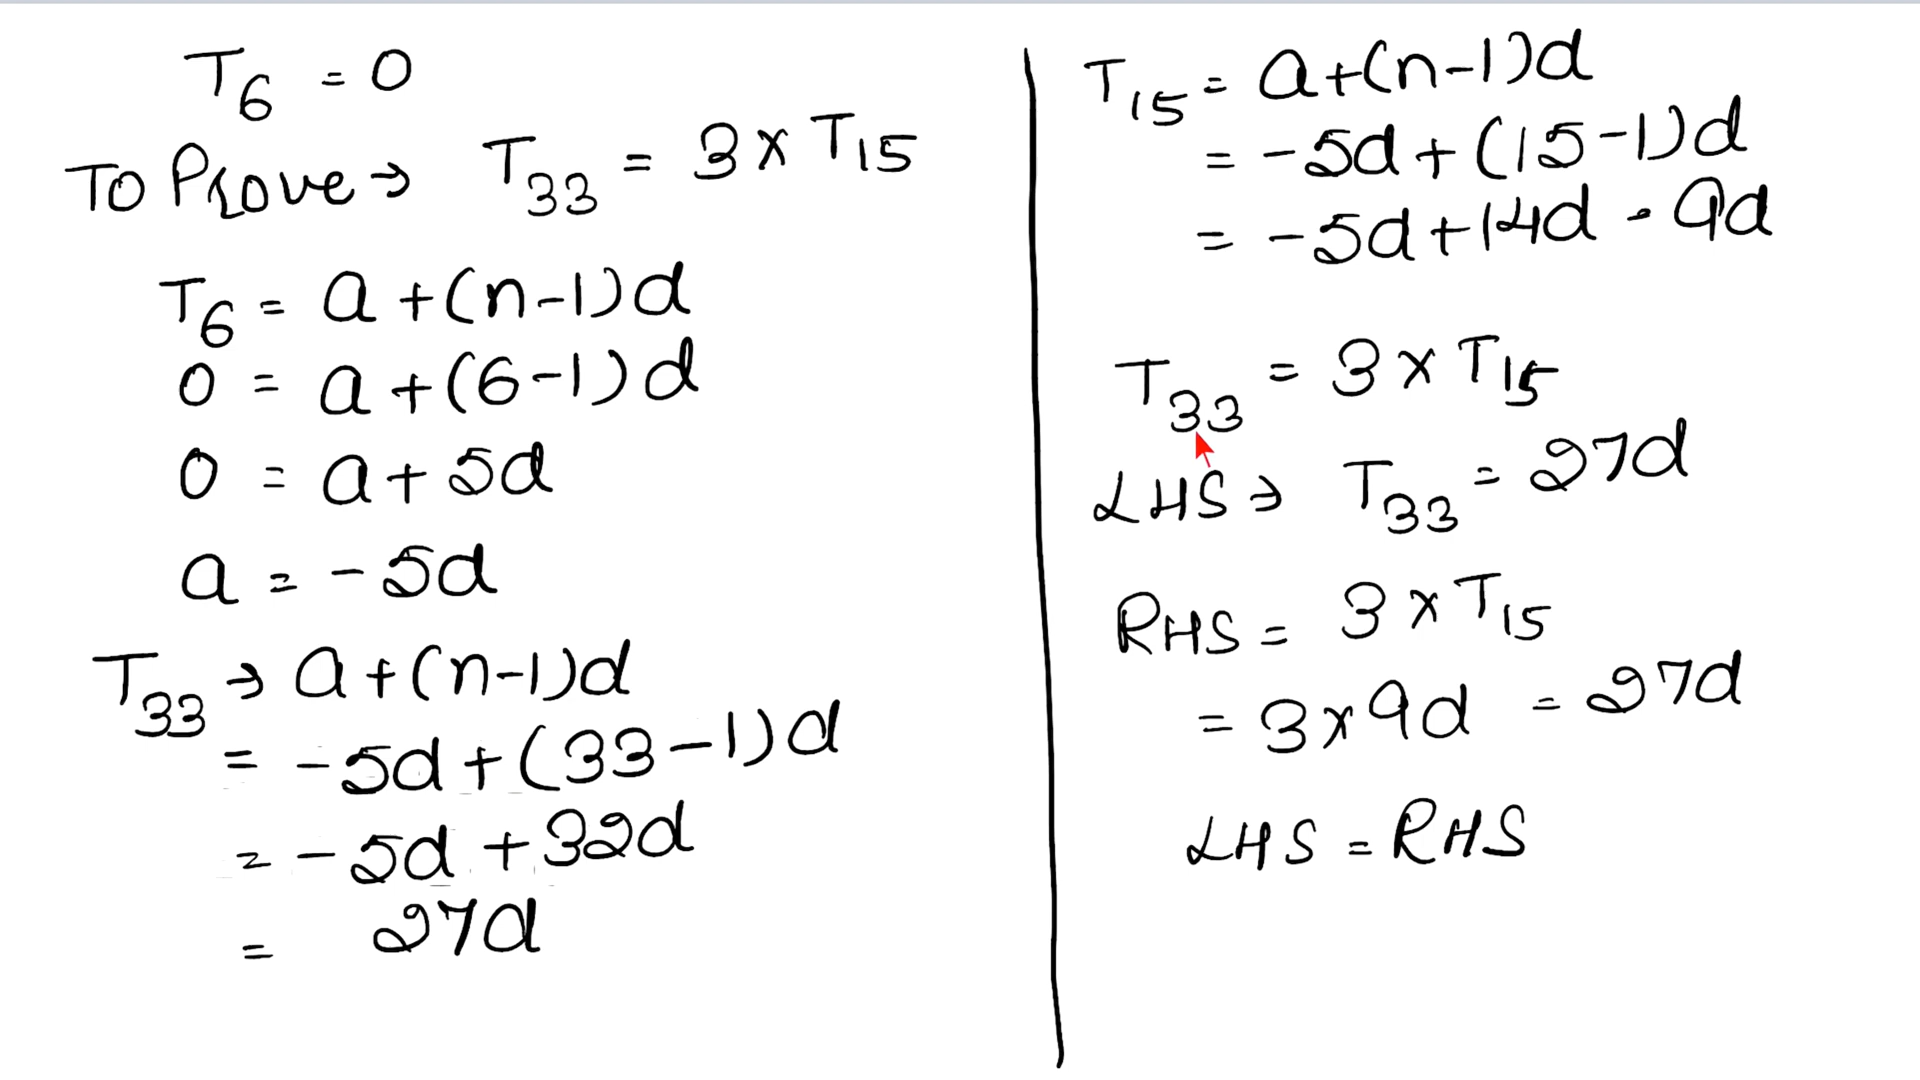 T6 = 0
TO Prove → T33 = 3 × T15
T6 = a + (n-1)d
0 = a + (6-1)d
0 = a + 5d
a = -5d
T33 → a + (n-1)d
= -5d + (33-1)d
= -5d + 32d
= 27d
T15 = a+(n-1)d
= -5d + (15-1)d
= -5d + 14d = 9d
T33 = 3 × T15
LHS → T33 = 27d
RHS = 3 × T15
= 3 × 9d = 27d
LHS = RHS